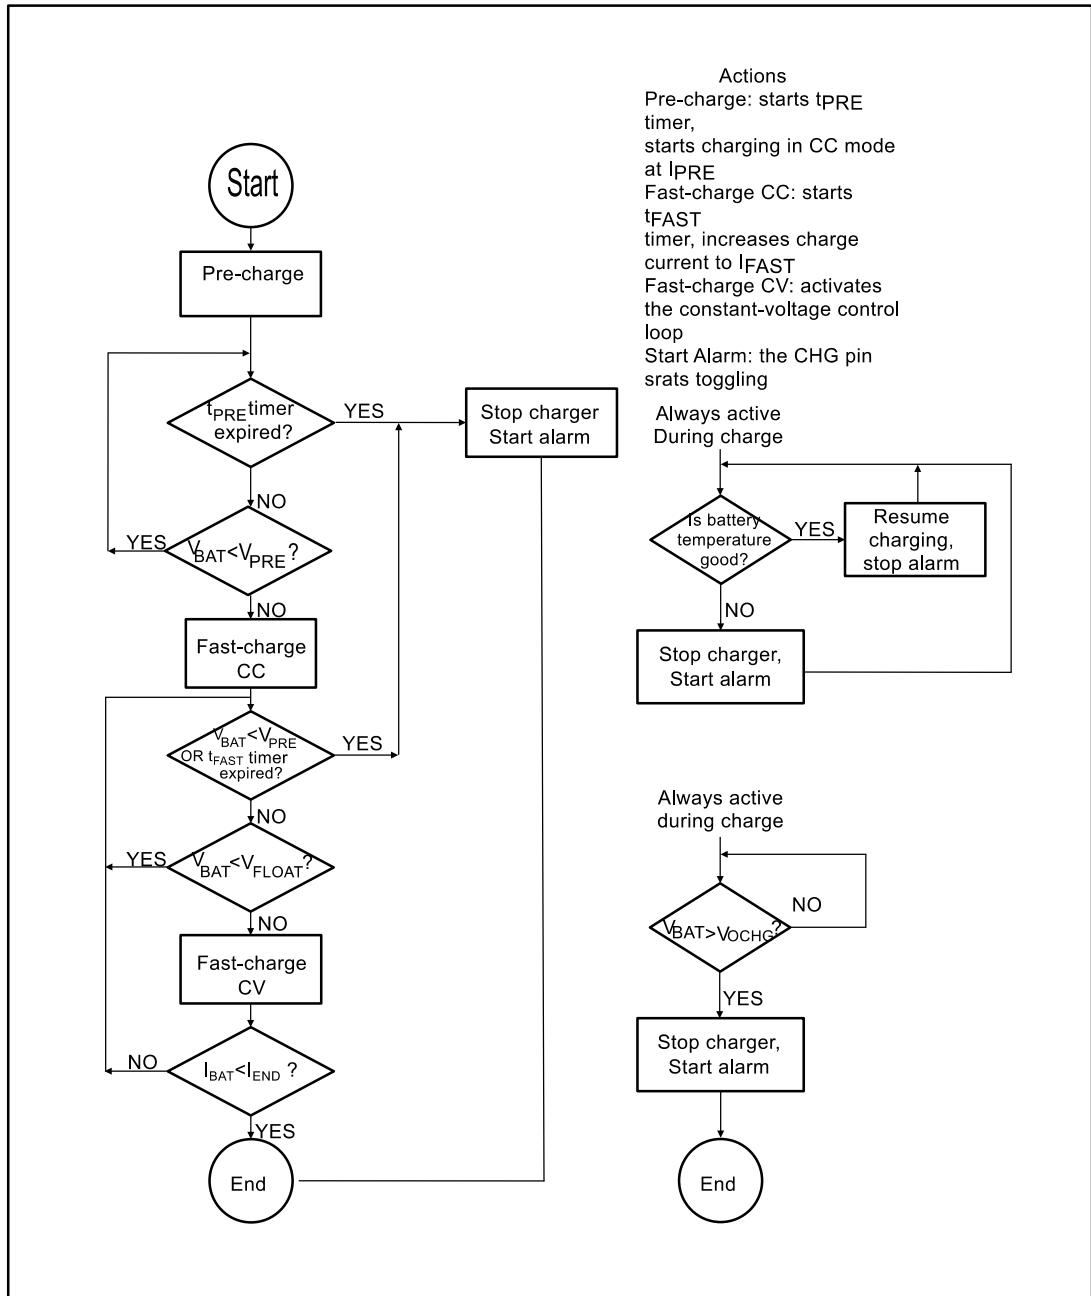 Start
Pre-charge
tPRE timer
expired?
YES
NO
VBAT<VPRE ?
YES
NO
Fast-charge
CC
VBAT<VPRE
OR tFAST timer
expired?
YES
NO
VBAT<VFLOAT?
YES
NO
Fast-charge
CV
IBAT<IEND ?
NO
YES
End
Stop charger
Start alarm
Actions
Pre-charge: starts tPRE
timer,
starts charging in CC mode
at IPRE
Fast-charge CC: starts
tFAST
timer, increases charge
current to IFAST
Fast-charge CV: activates
the constant-voltage control
loop
Start Alarm: the CHG pin
srats toggling
Always active
During charge
Is battery
temperature
good?
YES
Resume
charging,
stop alarm
NO
Stop charger,
Start alarm
Always active
during charge
VBAT>VOCHG?
NO
YES
Stop charger,
Start alarm
End